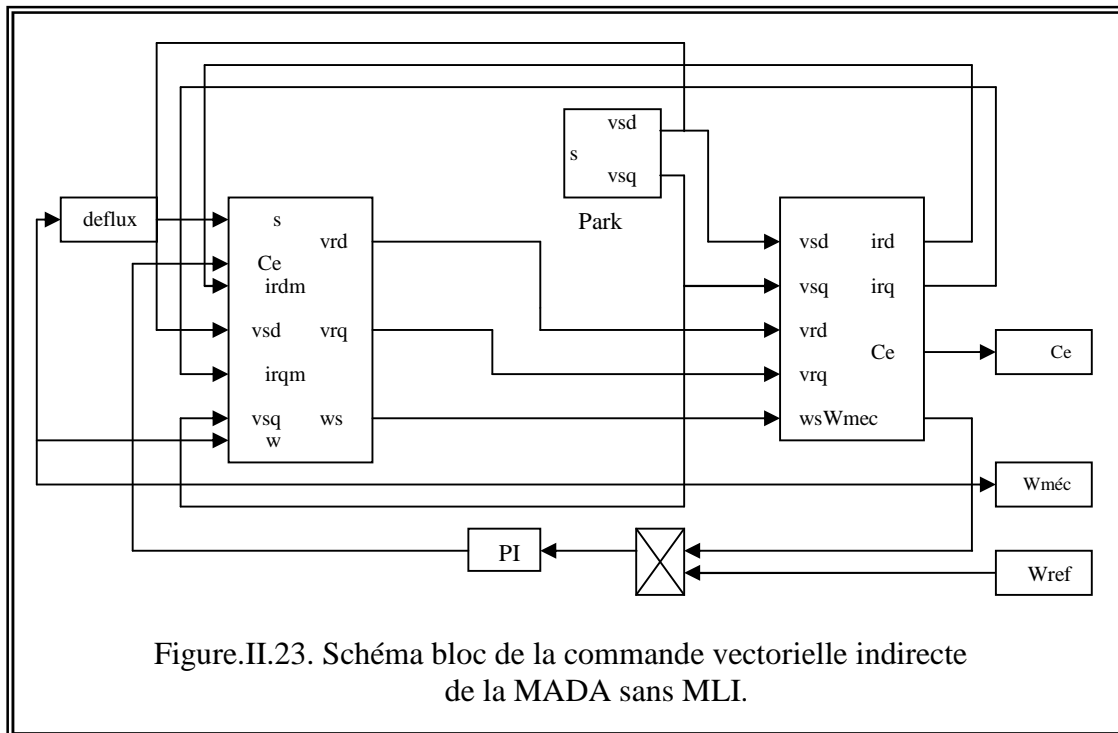 vsd
s
vsq
Park
deflux
s
vrd
Ce
irdm
vsd vrq
irqm
vsq ws
w
vsd ird
vsq irq
vrd
Ce
vrq
wsWmec
Ce
Wméc
PI
Wref
Figure.II.23. Schéma bloc de la commande vectorielle indirecte
de la MADA sans MLI.